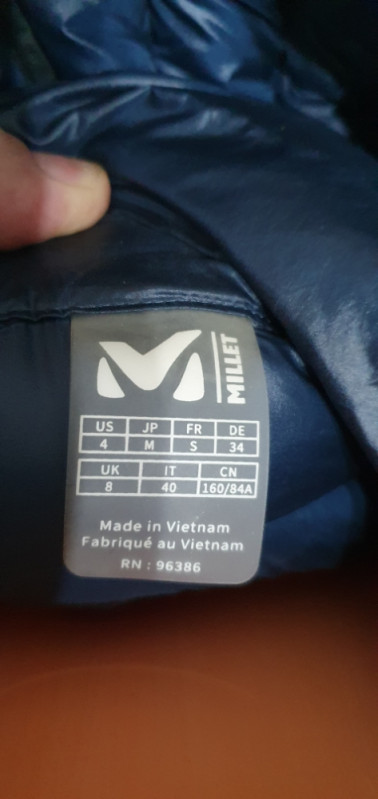 MILLET
US JP FR DE
4 M S 34
UK IT CN
8 40 160/84A
Made in Vietnam
Fabriqué au Vietnam
RN : 96386